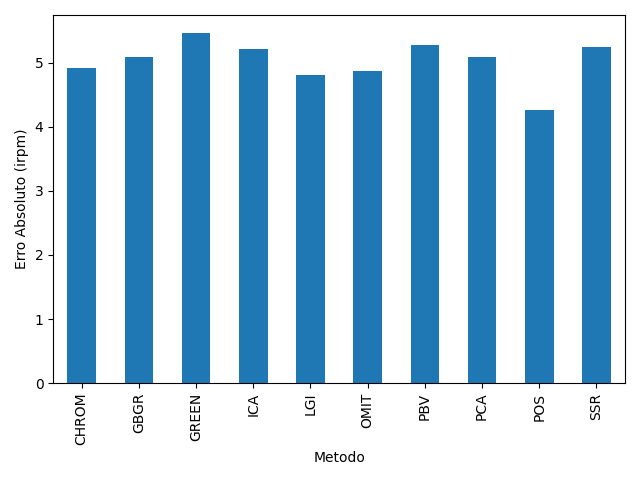 Erro Absoluto (irpm)
5
4
3
2
1
0
CHROM
GBGR
GREEN
ICA
LGI
OMIT
PBV
PCA
POS
SSR
Metodo